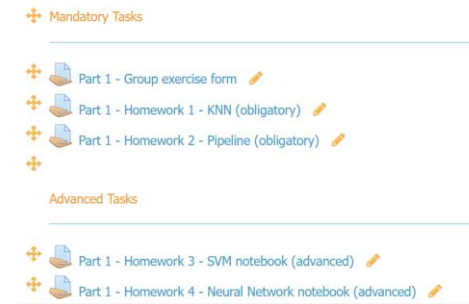 Mandatory Tasks
Part 1 - Group exercise form
Part 1 - Homework 1 - KNN (obligatory)
Part 1 - Homework 2 - Pipeline (obligatory)
Advanced Tasks
Part 1 - Homework 3 - SVM notebook (advanced)
Part 1 - Homework 4 - Neural Network notebook (advanced)